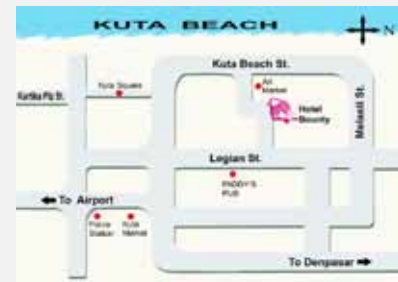 KUTA BEACH
N
Kuta Beach St.
Kuta Square
Art
Market
Kartika Plz St.
Hotel
Bounty
Melasti St.
Legian St.
PADDY'S
PUB
To Airport
Police
Station
Kuta
Market
To Denpasar